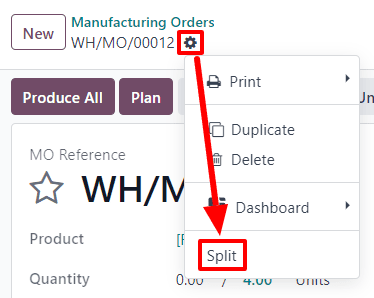 New
Manufacturing Orders
WH/MO/00012
Print
Produce All
Plan
Un
Duplicate
Delete
MO Reference
WH/M
Dashboard
Product
[F
Split
Quantity
0.00 / 4.00 Units